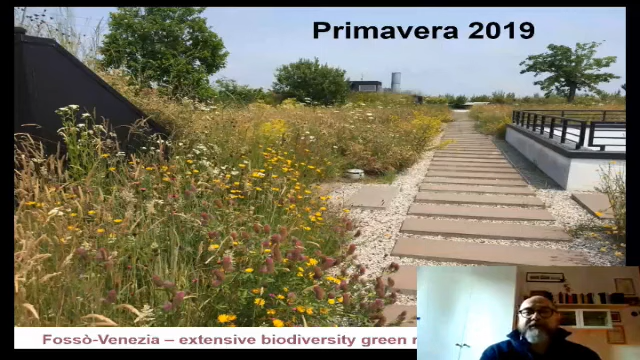 Primavera 2019
Fossò-Venezia – extensive biodiversity green